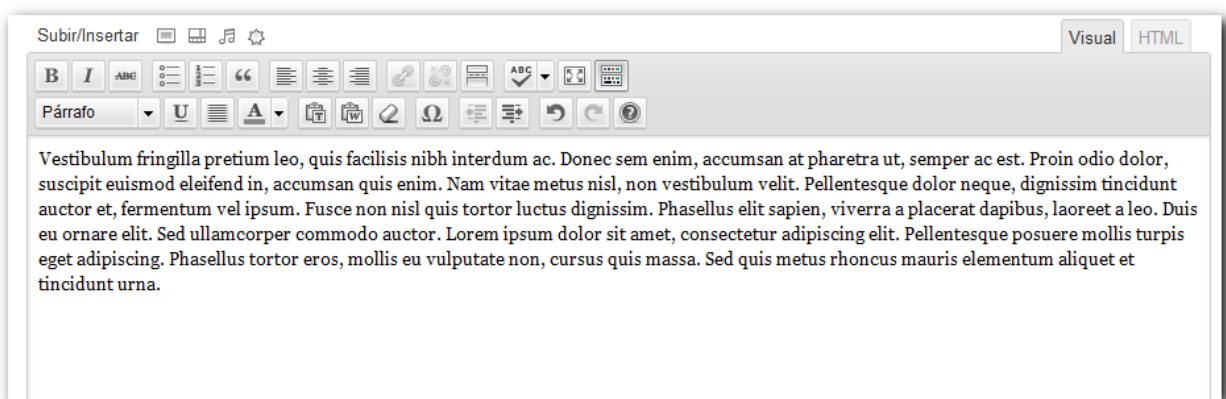 Subir/Insertar
Visual HTML
B I ABC 1 2 3 “ ABC
Párrafo U A T W Ω ?
Vestibulum fringilla pretium leo, quis facilisis nibh interdum ac. Donec sem enim, accumsan at pharetra ut, semper ac est. Proin odio dolor,
suscipit euismod eleifend in, accumsan quis enim. Nam vitae metus nisl, non vestibulum velit. Pellentesque dolor neque, dignissim tincidunt
auctor et, fermentum vel ipsum. Fusce non nisl quis tortor luctus dignissim. Phasellus elit sapien, viverra a placerat dapibus, laoreet a leo. Duis
eu ornare elit. Sed ullamcorper commodo auctor. Lorem ipsum dolor sit amet, consectetur adipiscing elit. Pellentesque posuere mollis turpis
eget adipiscing. Phasellus tortor eros, mollis eu vulputate non, cursus quis massa. Sed quis metus rhoncus mauris elementum aliquet et
tincidunt urna.